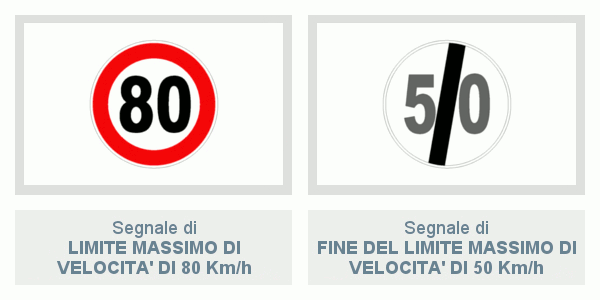 80
50
Segnale di
LIMITE MASSIMO DI
VELOCITA' DI 80 Km/h
Segnale di
FINE DEL LIMITE MASSIMO DI
VELOCITA' DI 50 Km/h